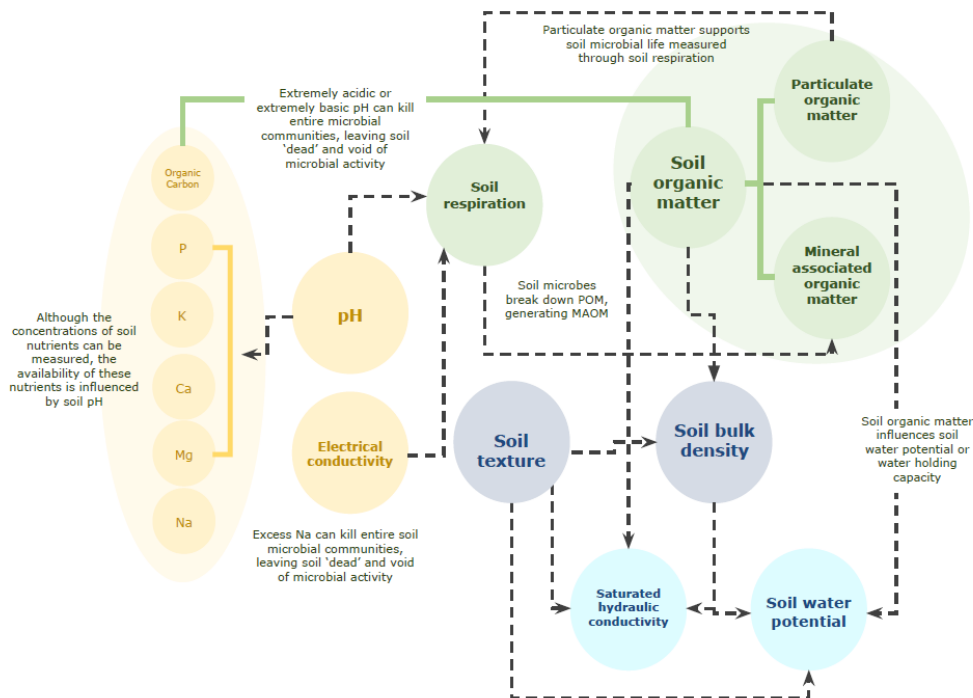 Particulate organic matter supports
soil microbial life measured
through soil respiration
Particulate
organic
matter
Extremely acidic or
extremely basic pH can kill
entire microbial
communities, leaving soil
‘dead’ and void of
microbial activity
Organic
Carbon
Soil
respiration
Soil
organic
matter
P
Mineral
associated
organic
matter
Soil microbes
break down POM,
generating MAOM
K
pH
Although the
concentrations of soil
nutrients can be
measured, the
availability of these
nutrients is influenced
by soil pH
Ca
Mg
Electrical
conductivity
Soil
texture
Soil bulk
density
Soil organic matter
influences soil
water potential or
water holding
capacity
Na
Excess Na can kill entire soil
microbial communities,
leaving soil ‘dead’ and void
of microbial activity
Saturated
hydraulic
conductivity
Soil water
potential